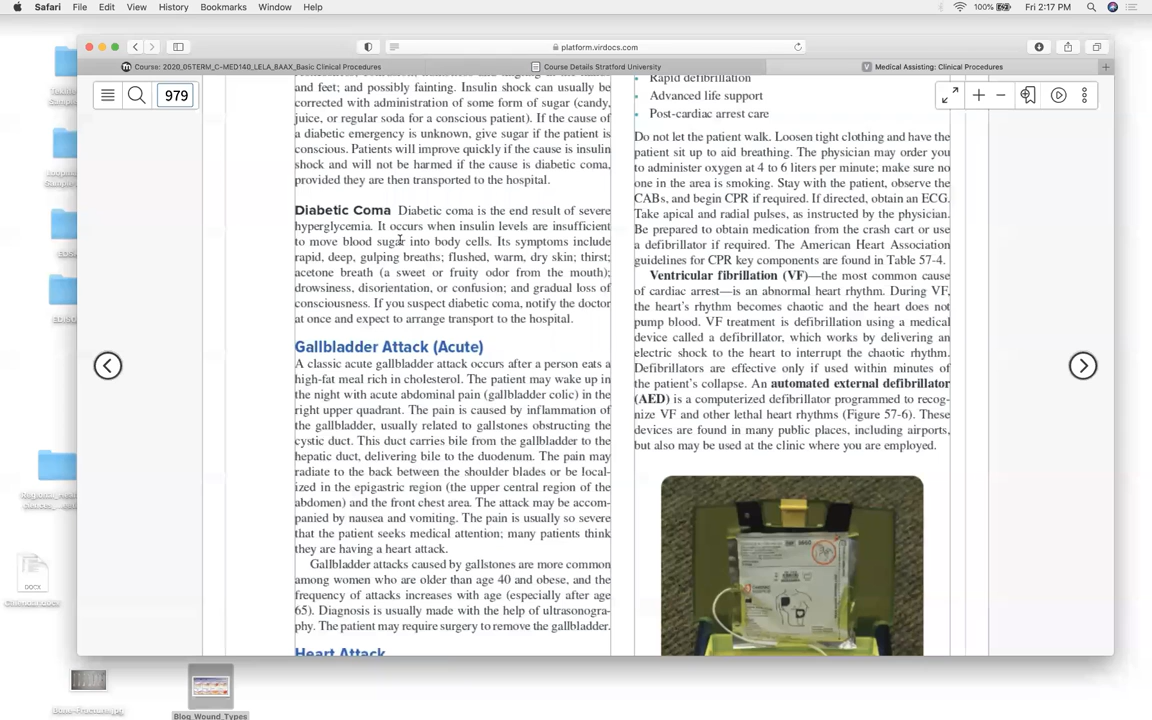 Safari File Edit View History Bookmarks Window Help
100% Fri 2:17 PM
platform.virdocs.com
Course: 2020_05TERM_C-MED140_LELA_8AAX_Basic Clinical Procedures
Course Details Stratford University
Medical Assisting: Clinical Procedures
979
and feet; and possibly fainting. Insulin shock can usually be
corrected with administration of some form of sugar (candy,
juice, or regular soda for a conscious patient). If the cause of
a diabetic emergency is unknown, give sugar if the patient is
conscious. Patients will improve quickly if the cause is insulin
shock and will not be harmed if the cause is diabetic coma,
provided they are then transported to the hospital.
Diabetic Coma Diabetic coma is the end result of severe
hyperglycemia. It occurs when insulin levels are insufficient
to move blood sugar into body cells. Its symptoms include
rapid, deep, gulping breaths; flushed, warm, dry skin; thirst;
acetone breath (a sweet or fruity odor from the mouth);
drowsiness, disorientation, or confusion; and gradual loss of
consciousness. If you suspect diabetic coma, notify the doctor
at once and expect to arrange transport to the hospital.
Gallbladder Attack (Acute)
A classic acute gallbladder attack occurs after a person eats a
high-fat meal rich in cholesterol. The patient may wake up in
the night with acute abdominal pain (gallbladder colic) in the
right upper quadrant. The pain is caused by inflammation of
the gallbladder, usually related to gallstones obstructing the
cystic duct. This duct carries bile from the gallbladder to the
hepatic duct, delivering bile to the duodenum. The pain may
radiate to the back between the shoulder blades or be local-
ized in the epigastric region (the upper central region of the
abdomen) and the front chest area. The attack may be accom-
panied by nausea and vomiting. The pain is usually so severe
that the patient seeks medical attention; many patients think
they are having a heart attack.
Gallbladder attacks caused by gallstones are more common
among women who are older than age 40 and obese, and the
frequency of attacks increases with age (especially after age
65). Diagnosis is usually made with the help of ultrasonogra-
phy. The patient may require surgery to remove the gallbladder.
Heart Attack
Rapid defibrillation
• Advanced life support
• Post-cardiac arrest care
Do not let the patient walk. Loosen tight clothing and have the
patient sit up to aid breathing. The physician may order you
to administer oxygen at 4 to 6 liters per minute; make sure no
one in the area is smoking. Stay with the patient, observe the
CABs, and begin CPR if required. If directed, obtain an ECG.
Take apical and radial pulses, as instructed by the physician.
Be prepared to obtain medication from the crash cart or use
a defibrillator if required. The American Heart Association
guidelines for CPR key components are found in Table 57-4.
Ventricular fibrillation (VF)—the most common cause
of cardiac arrest—is an abnormal heart rhythm. During VF,
the heart's rhythm becomes chaotic and the heart does not
pump blood. VF treatment is defibrillation using a medical
device called a defibrillator, which works by delivering an
electric shock to the heart to interrupt the chaotic rhythm.
Defibrillators are effective only if used within minutes of
the patient's collapse. An automated external defibrillator
(AED) is a computerized defibrillator programmed to recog-
nize VF and other lethal heart rhythms (Figure 57-6). These
devices are found in many public places, including airports,
but also may be used at the clinic where you are employed.
DOCX
Blog_Wound_Types